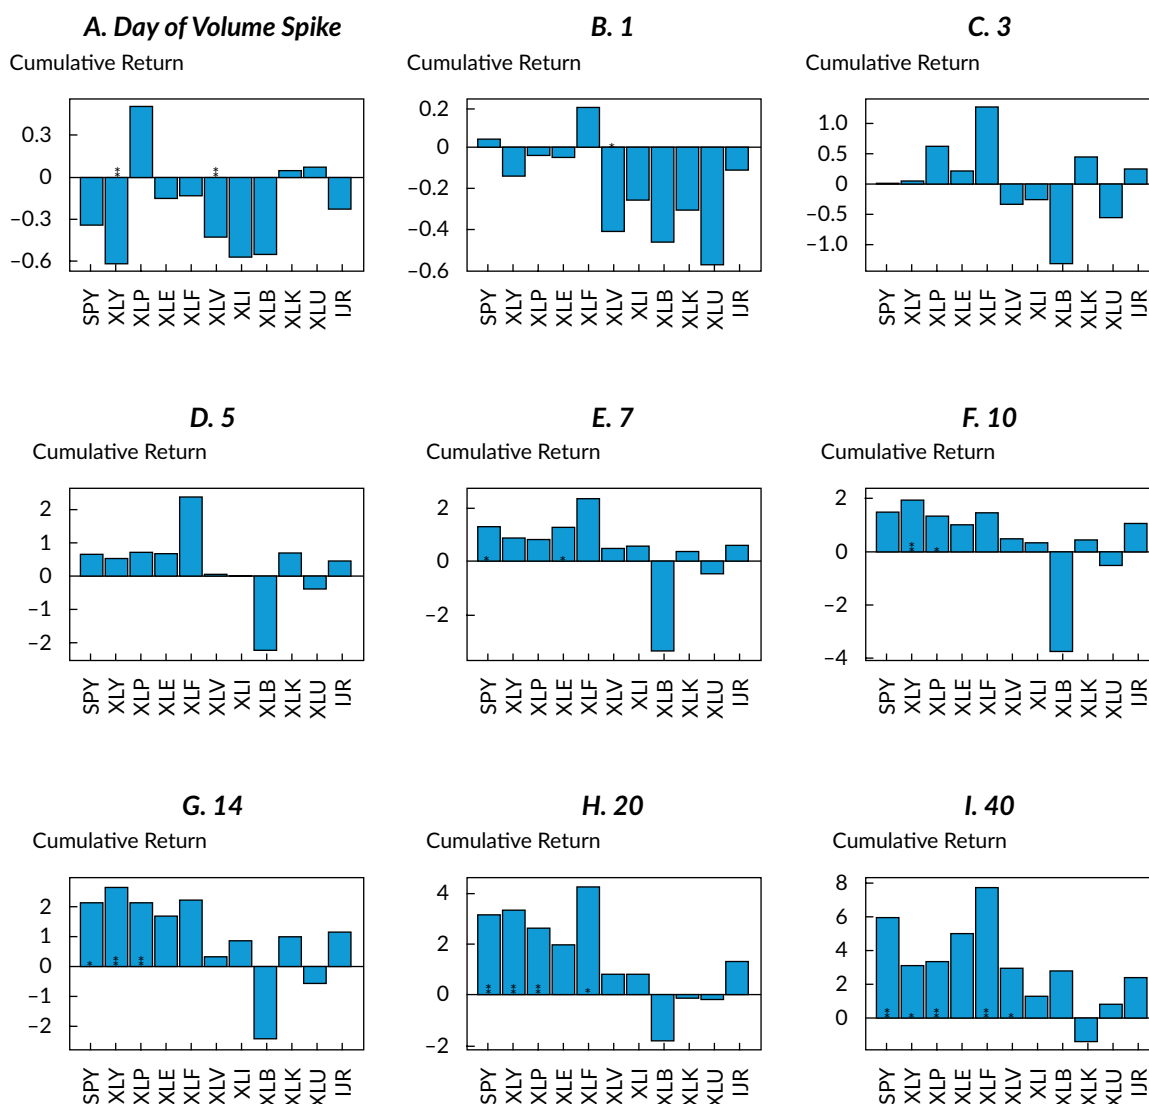 A. Day of Volume Spike
Cumulative Return
0.3
0
−0.3
−0.6
** **
SPY XLY XLP XLE XLF XLV XLI XLB XLK XLU IJR
B. 1
Cumulative Return
0.2
0
−0.2
−0.4
−0.6
*
SPY XLY XLP XLE XLF XLV XLI XLB XLK XLU IJR
C. 3
Cumulative Return
1.0
0.5
0
−0.5
−1.0
SPY XLY XLP XLE XLF XLV XLI XLB XLK XLU IJR
D. 5
Cumulative Return
2
1
0
−1
−2
SPY XLY XLP XLE XLF XLV XLI XLB XLK XLU IJR
E. 7
Cumulative Return
2
0
−2
* *
SPY XLY XLP XLE XLF XLV XLI XLB XLK XLU IJR
F. 10
Cumulative Return
2
0
−2
−4
** *
SPY XLY XLP XLE XLF XLV XLI XLB XLK XLU IJR
G. 14
Cumulative Return
2
1
0
−1
−2
* ** **
SPY XLY XLP XLE XLF XLV XLI XLB XLK XLU IJR
H. 20
Cumulative Return
4
2
0
−2
** ** ** *
SPY XLY XLP XLE XLF XLV XLI XLB XLK XLU IJR
I. 40
Cumulative Return
8
6
4
2
0
** * ** ** *
SPY XLY XLP XLE XLF XLV XLI XLB XLK XLU IJR